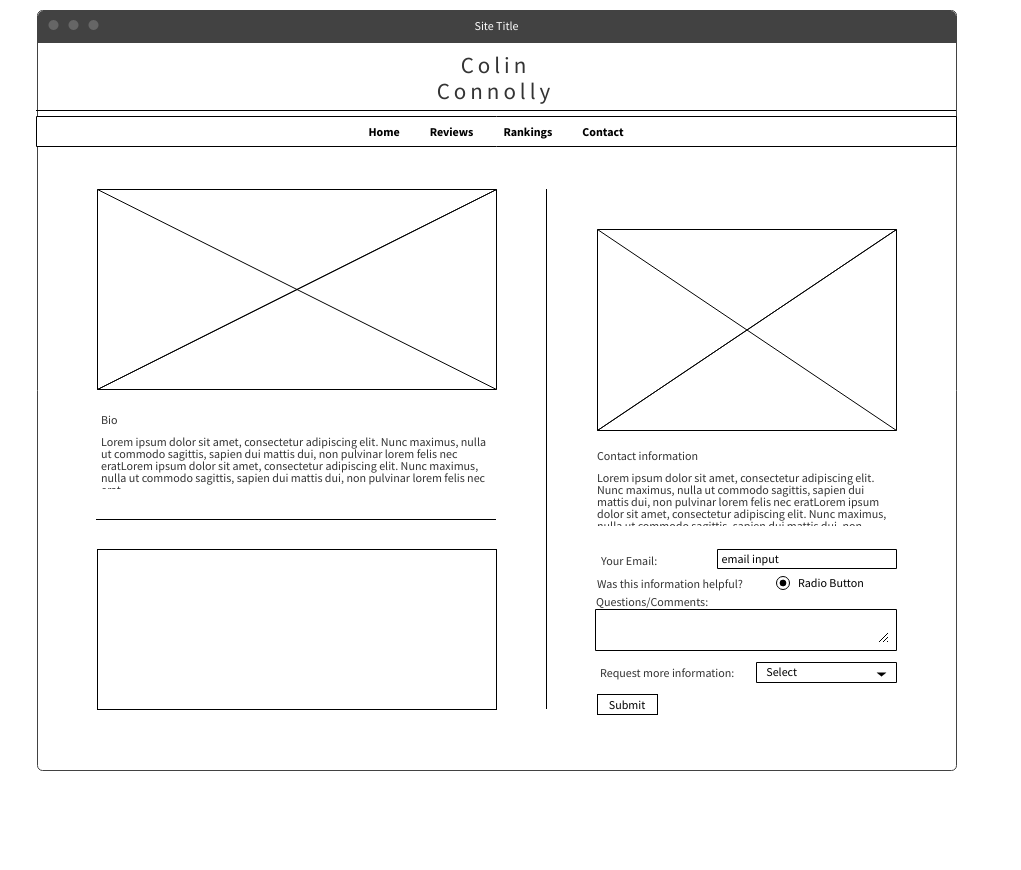 Site Title
Colin
Connolly
Home Reviews Rankings Contact
Bio
Lorem ipsum dolor sit amet, consectetur adipiscing elit. Nunc maximus, nulla
ut commodo sagittis, sapien dui mattis dui, non pulvinar lorem felis nec
eratLorem ipsum dolor sit amet, consectetur adipiscing elit. Nunc maximus,
nulla ut commodo sagittis, sapien dui mattis dui, non pulvinar lorem felis nec
Contact information
Lorem ipsum dolor sit amet, consectetur adipiscing elit.
Nunc maximus, nulla ut commodo sagittis, sapien dui
mattis dui, non pulvinar lorem felis nec eratLorem ipsum
dolor sit amet, consectetur adipiscing elit. Nunc maximus,
nulla ut commodo sagittis, sapien dui mattis dui, non
Your Email: email input
Was this information helpful? Radio Button
Questions/Comments:
Request more information: Select
Submit